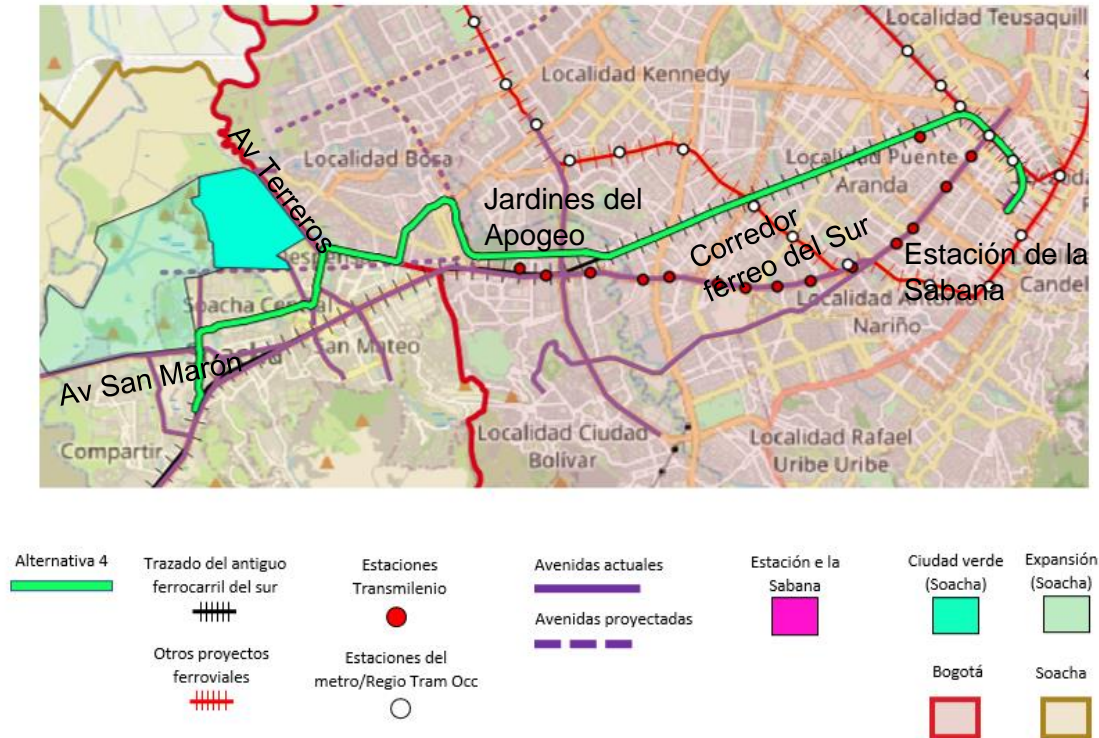 Localidad Teusaquill
Localidad Kennedy
Av Terreros
Localidad Bosa
Localidad Puente
Aranda
Jardines del
Apogeo
Corredor
férreo del Sur
Estación de la
Sabana
Candel
Localidad Antonio
Nariño
Soacha Central
San Mateo
Av San Marón
Compartir
Localidad Ciudad
Bolívar
Localidad Rafael
Uribe Uribe
Alternativa 4
Trazado del antiguo
ferrocarril del sur
Estaciones
Transmilenio
Avenidas actuales
Avenidas proyectadas
Estación e la
Sabana
Ciudad verde
(Soacha)
Expansión
(Soacha)
Otros proyectos
ferroviales
Estaciones del
metro/Regio Tram Occ
Bogotá
Soacha